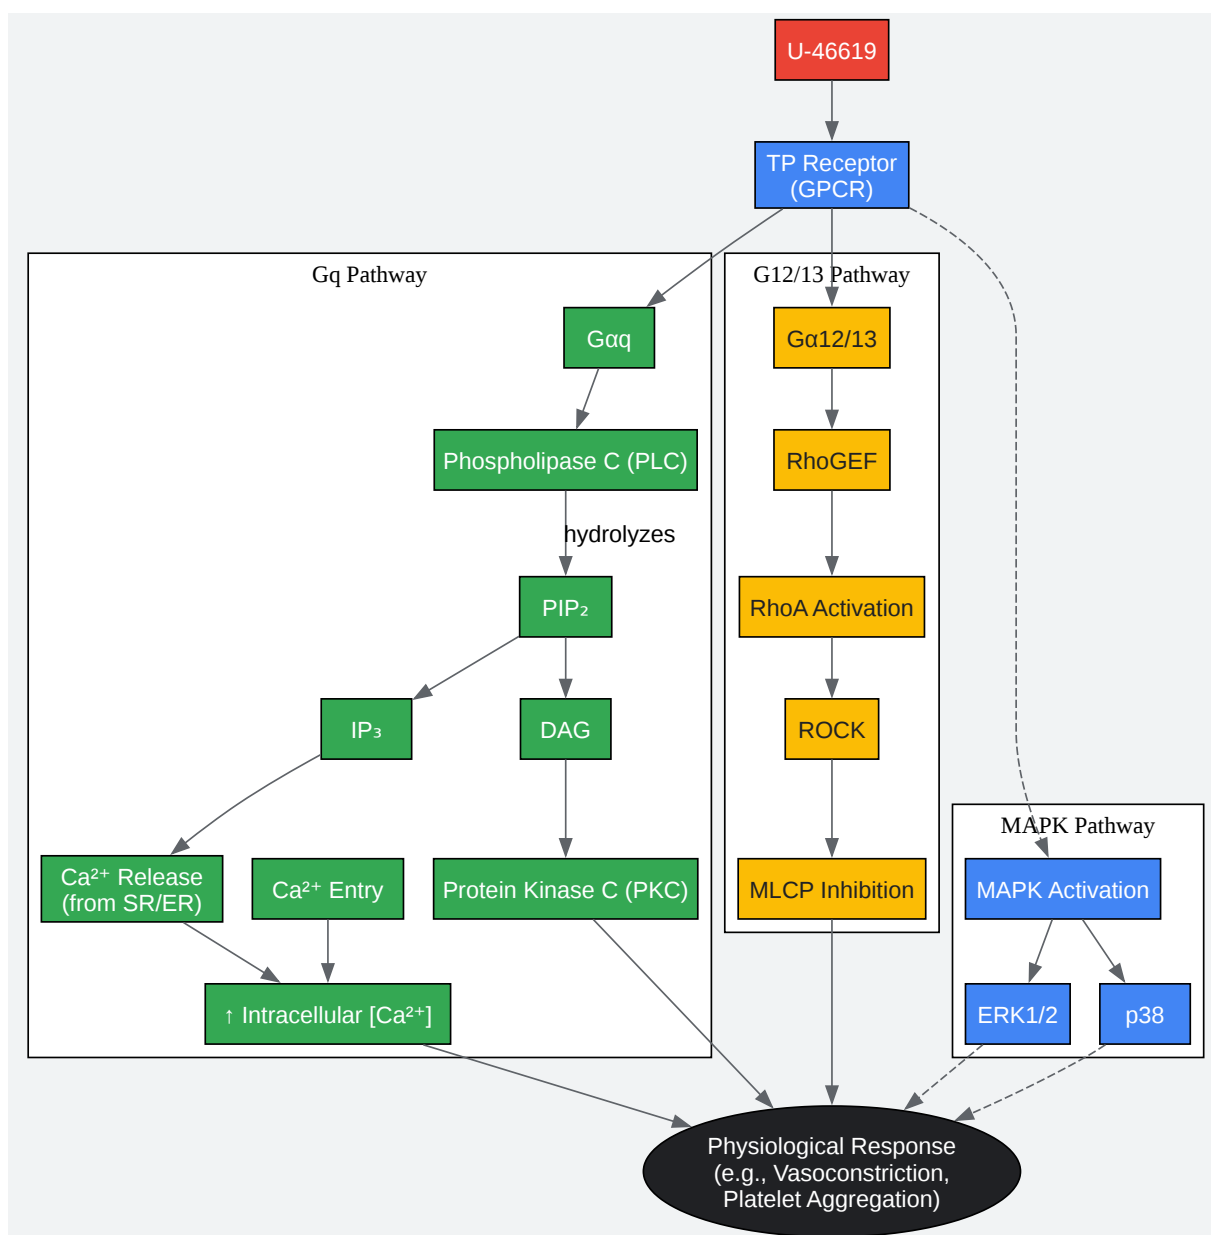 U-46619
TP Receptor
(GPCR)
Gq Pathway
G12/13 Pathway
Gαq
Gα12/13
Phospholipase C (PLC)
RhoGEF
hydrolyzes
PIP₂
RhoA Activation
IP₃
DAG
ROCK
MAPK Pathway
Ca²⁺ Release
(from SR/ER)
Ca²⁺ Entry
Protein Kinase C (PKC)
MLCP Inhibition
MAPK Activation
↑ Intracellular [Ca²⁺]
ERK1/2
p38
Physiological Response
(e.g., Vasoconstriction,
Platelet Aggregation)